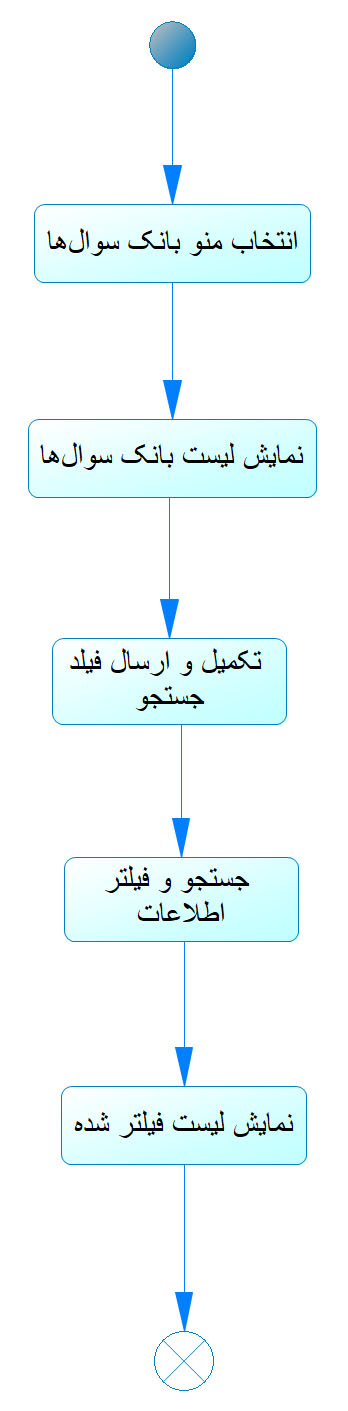 انتخاب منو بانک سوال‌ها
نمایش لیست بانک سوال‌ها
تکمیل و ارسال فیلد
جستجو
جستجو و فیلتر
اطلاعات
نمایش لیست فیلتر شده